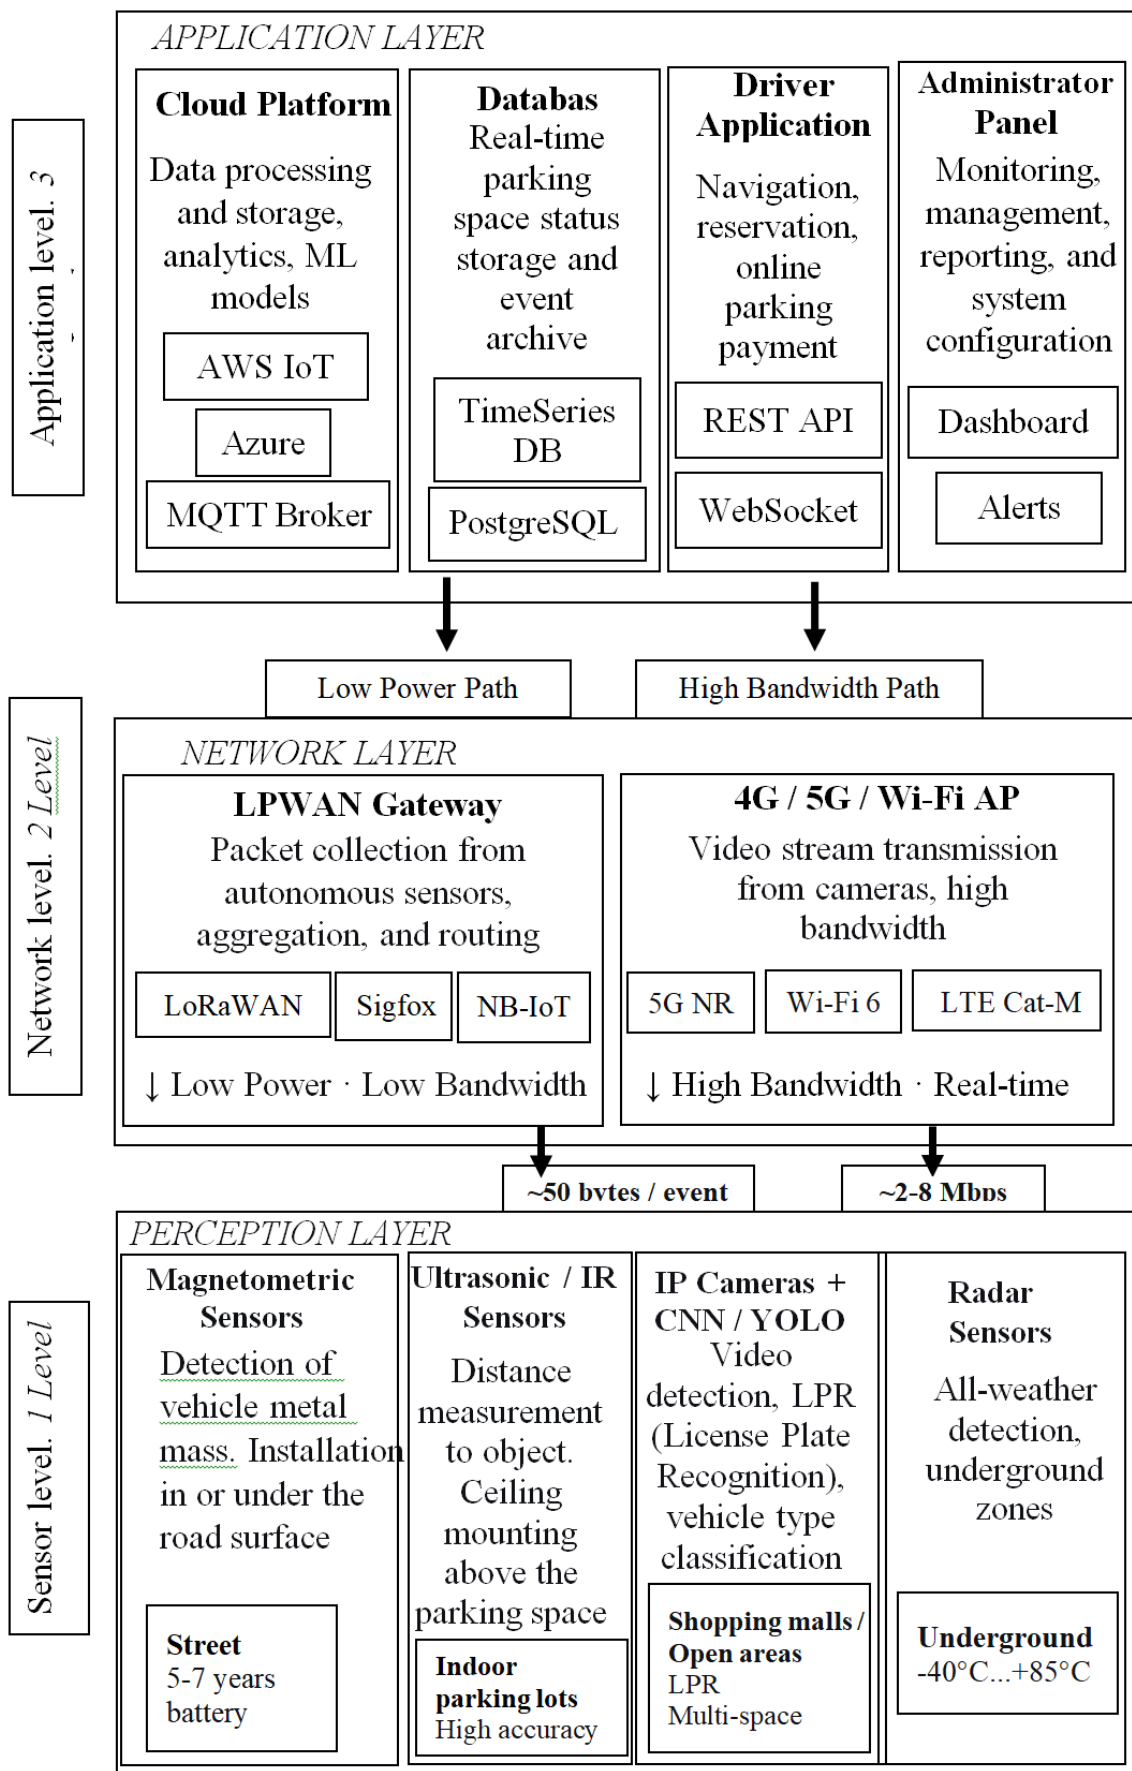 APPLICATION LAYER
Application level. 3
Cloud Platform
Data processing
and storage,
analytics, ML
models
AWS IoT
Azure
MQTT Broker
Databas
Real-time
parking
space status
storage and
event
archive
TimeSeries
DB
PostgreSQL
Driver
Application
Navigation,
reservation,
online
parking
payment
REST API
WebSocket
Administrator
Panel
Monitoring,
management,
reporting, and
system
configuration
Dashboard
Alerts
Low Power Path
High Bandwidth Path
Network level. 2 Level
NETWORK LAYER
LPWAN Gateway
Packet collection from
autonomous sensors,
aggregation, and routing
LoRaWAN
Sigfox
NB-IoT
↓ Low Power · Low Bandwidth
4G / 5G / Wi-Fi AP
Video stream transmission
from cameras, high
bandwidth
5G NR
Wi-Fi 6
LTE Cat-M
↓ High Bandwidth · Real-time
~50 bytes / event
~2-8 Mbps
Sensor level. 1 Level
PERCEPTION LAYER
Magnetometric
Sensors
Detection of
vehicle metal
mass. Installation
in or under the
road surface
Street
5-7 years
battery
Ultrasonic / IR
Sensors
Distance
measurement
to object.
Ceiling
mounting
above the
parking space
Indoor
parking lots
High accuracy
IP Cameras +
CNN / YOLO
Video
detection, LPR
(License Plate
Recognition),
vehicle type
classification
Shopping malls /
Open areas
LPR
Multi-space
Radar
Sensors
All-weather
detection,
underground
zones
Underground
-40°C...+85°C